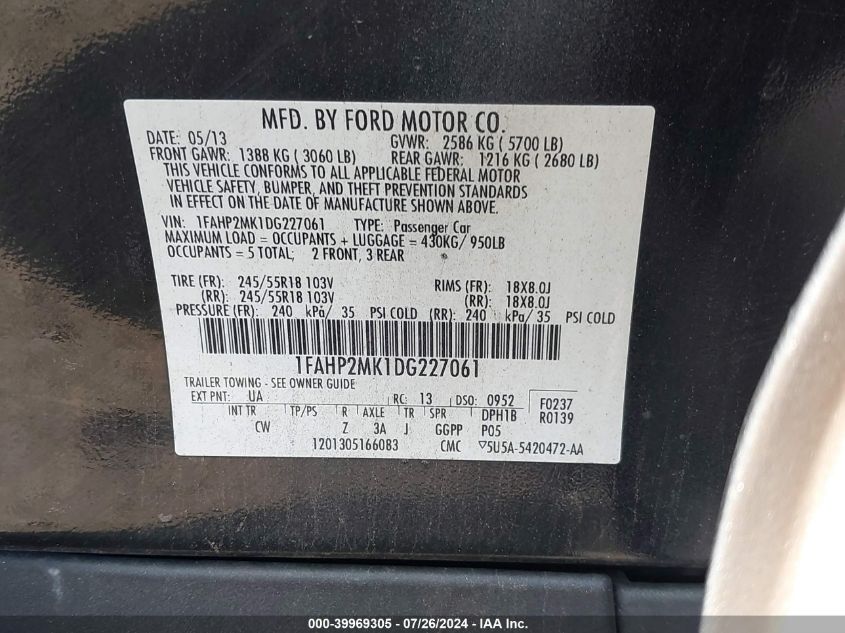 MFD. BY FORD MOTOR CO.
DATE: 05/13 GVWR: 2586 KG ( 5700 LB)
FRONT GAWR: 1388 KG ( 3060 LB) REAR GAWR: 1216 KG ( 2680 LB)
THIS VEHICLE CONFORMS TO ALL APPLICABLE FEDERAL MOTOR
VEHICLE SAFETY, BUMPER, AND THEFT PREVENTION STANDARDS
IN EFFECT ON THE DATE OF MANUFACTURE SHOWN ABOVE.
VIN: 1FAHP2MK1DG227061 TYPE: Passenger Car
MAXIMUM LOAD = OCCUPANTS + LUGGAGE = 430KG/ 950LB
OCCUPANTS = 5 TOTAL; 2 FRONT, 3 REAR
TIRE (FR): 245/55R18 103V RIMS (FR): 18X8.0J
(RR): 245/55R18 103V (RR): 18X8.0J
PRESSURE (FR): 240 kPa/ 35 PSI COLD (RR): 240 kPa/ 35 PSI COLD
1FAHP2MK1DG227061
TRAILER TOWING - SEE OWNER GUIDE
EXT PNT: UA RC: 13 DSO: 0952 F0237
INT TR TP/PS R AXLE TR SPR DPH1B R0139
CW Z 3A J GGPP P05
1201305166083 CMC ▽5U5A-5420472-AA
000-39969305 / 07/26/2024 - IAA Inc.